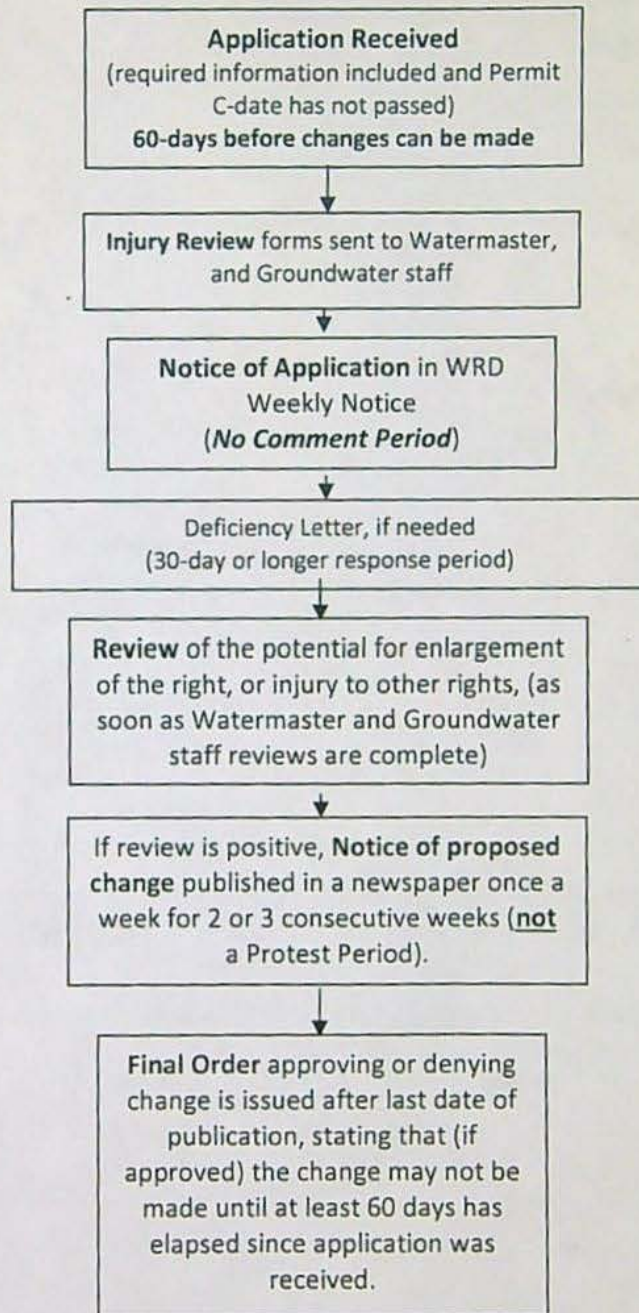 Application Received
(required information included and Permit
C-date has not passed)
60-days before changes can be made
Injury Review forms sent to Watermaster,
and Groundwater staff
Notice of Application in WRD
Weekly Notice
(No Comment Period)
Deficiency Letter, if needed
(30-day or longer response period)
Review of the potential for enlargement
of the right, or injury to other rights, (as
soon as Watermaster and Groundwater
staff reviews are complete)
If review is positive, Notice of proposed
change published in a newspaper once a
week for 2 or 3 consecutive weeks (not
a Protest Period).
Final Order approving or denying
change is issued after last date of
publication, stating that (if
approved) the change may not be
made until at least 60 days has
elapsed since application was
received.